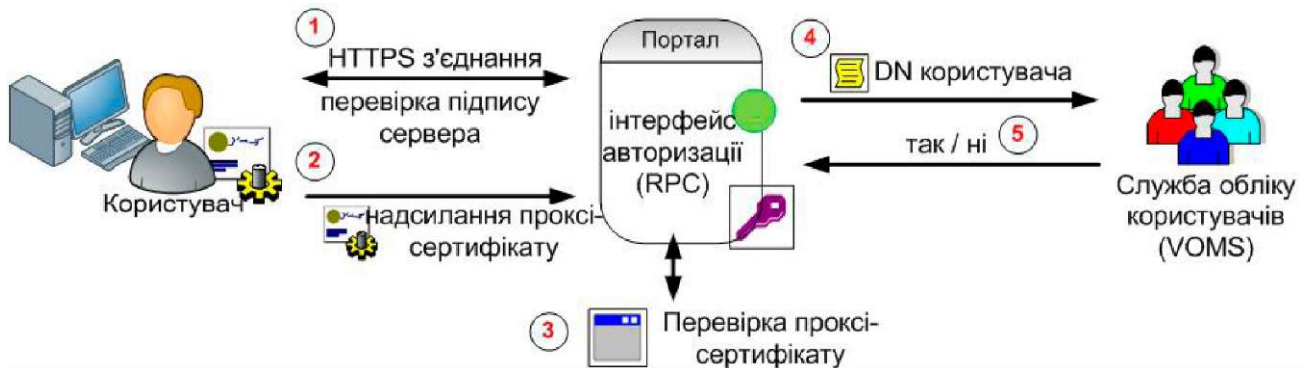 1
HTTPS з'єднання
перевірка підпису
сервера
Користувач
2
надсилання проксі-
сертифікату
Портал
інтерфейс
авторизації
(RPC)
3
Перевірка проксі-
сертифікату
4
DN користувача
так / ні
5
Служба обліку
користувачів
(VOMS)